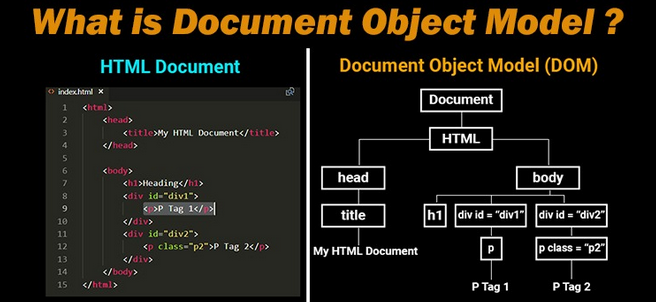 What is Document Object Model ?
HTML Document
index.html ×
1 <html>
2 <head>
3 <title>My HTML Document</title>
4 </head>
5
6 <body>
7 <h1>Heading</h1>
8 <div id="div1">
9 <p>P Tag 1</p>
10 </div>
11 <div id="div2">
12 <p class="p2">P Tag 2</p>
13 </div>
14 </body>
15 </html>
Document Object Model (DOM)
Document
HTML
head
body
title
h1
div id = “div1”
div id = “div2”
My HTML Document
p
p class = “p2”
P Tag 1
P Tag 2